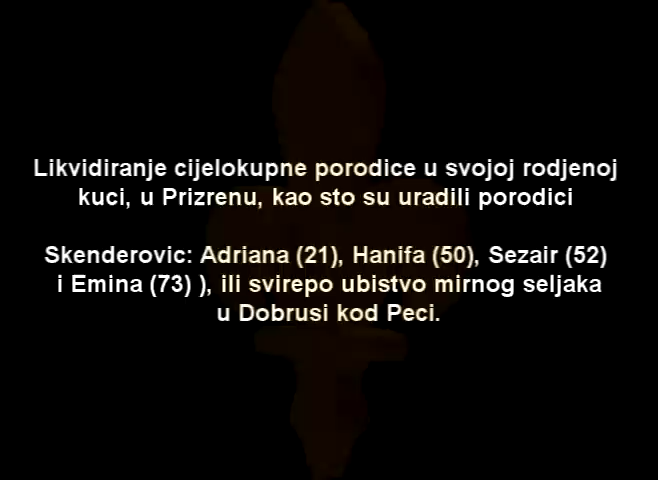 Likvidiranje cijelokupne porodice u svojoj rodjenoj
kuci, u Prizrenu, kao sto su uradili porodici
Skenderovic: Adriana (21), Hanifa (50), Sezair (52)
i Emina (73) ), ili svirepo ubistvo mirnog seljaka
u Dobrusi kod Peci.